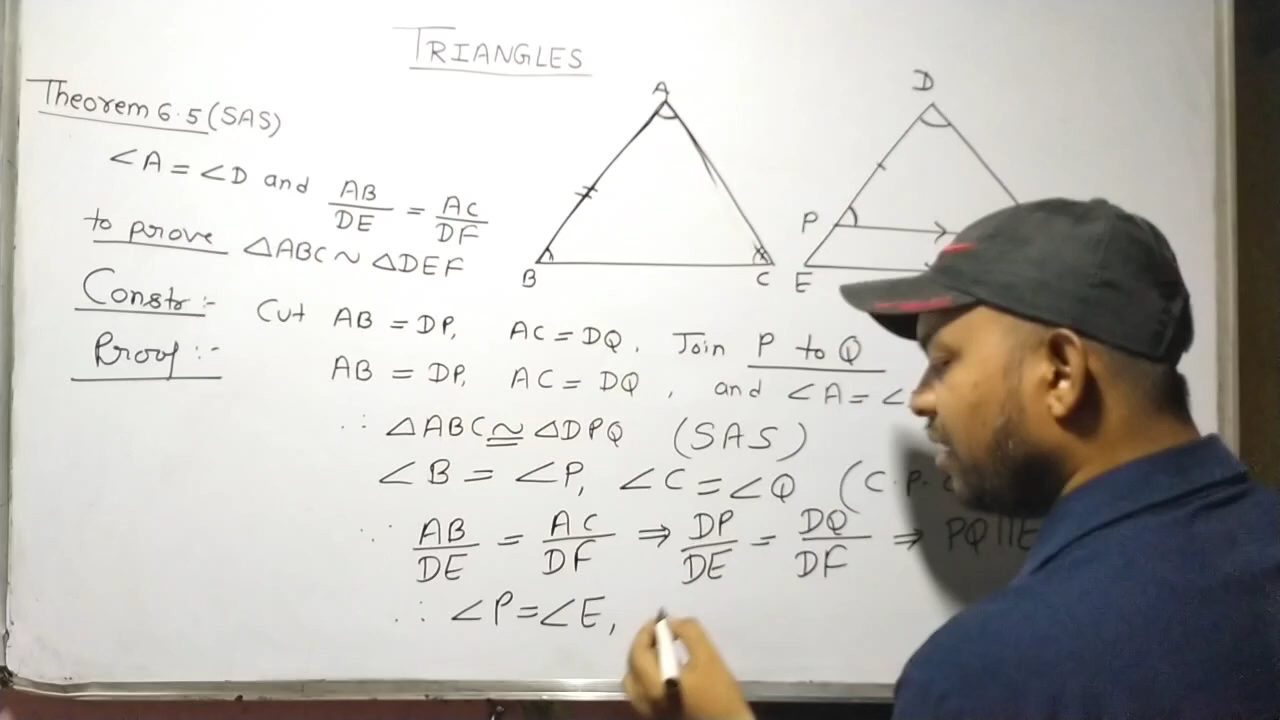 TRIANGLES
Theorem 6.5 (SAS)
∠A = ∠D and AB/DE = AC/DF
to prove △ABC ~ △DEF
Constr :- Cut AB = DP, AC = DQ, Join P to Q
Proof :- AB = DP, AC = DQ, and ∠A = ∠
∴ △ABC ≅ △DPQ (SAS)
∠B = ∠P, ∠C = ∠Q (C.P.
∵ AB/DE = AC/DF ⇒ DP/DE = DQ/DF ⇒ PQ||E
∴ ∠P = ∠E,
A
B
C
D
P
E